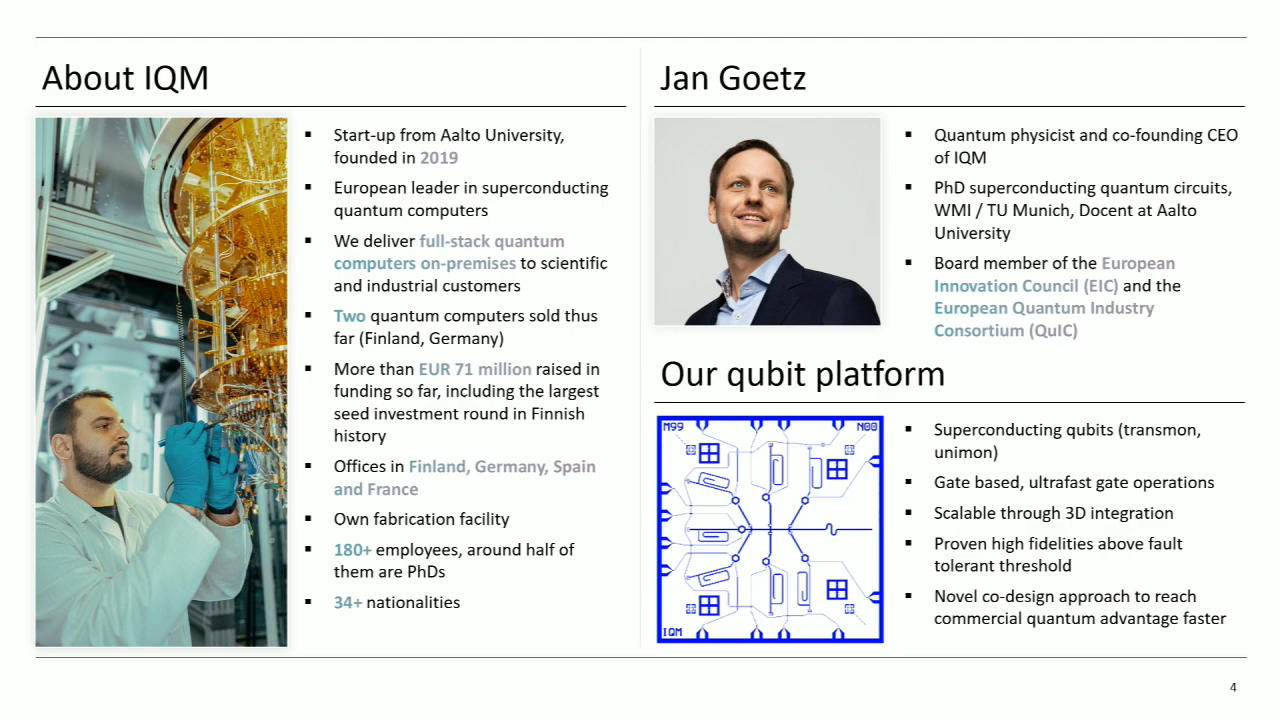 About IQM
▪ Start-up from Aalto University,
founded in 2019
▪ European leader in superconducting
quantum computers
▪ We deliver full-stack quantum
computers on-premises to scientific
and industrial customers
▪ Two quantum computers sold thus
far (Finland, Germany)
▪ More than EUR 71 million raised in
funding so far, including the largest
seed investment round in Finnish
history
▪ Offices in Finland, Germany, Spain
and France
▪ Own fabrication facility
▪ 180+ employees, around half of
them are PhDs
▪ 34+ nationalities
Jan Goetz
▪ Quantum physicist and co-founding CEO
of IQM
▪ PhD superconducting quantum circuits,
WMI / TU Munich, Docent at Aalto
University
▪ Board member of the European
Innovation Council (EIC) and the
European Quantum Industry
Consortium (QuIC)
Our qubit platform
M99 N00
IQM
▪ Superconducting qubits (transmon,
unimon)
▪ Gate based, ultrafast gate operations
▪ Scalable through 3D integration
▪ Proven high fidelities above fault
tolerant threshold
▪ Novel co-design approach to reach
commercial quantum advantage faster
4